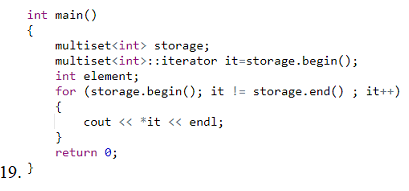 int main()
{
multiset<int> storage;
multiset<int>::iterator it=storage.begin();
int element;
for (storage.begin(); it != storage.end() ; it++)
{
cout << *it << endl;
}
return 0;
19. }